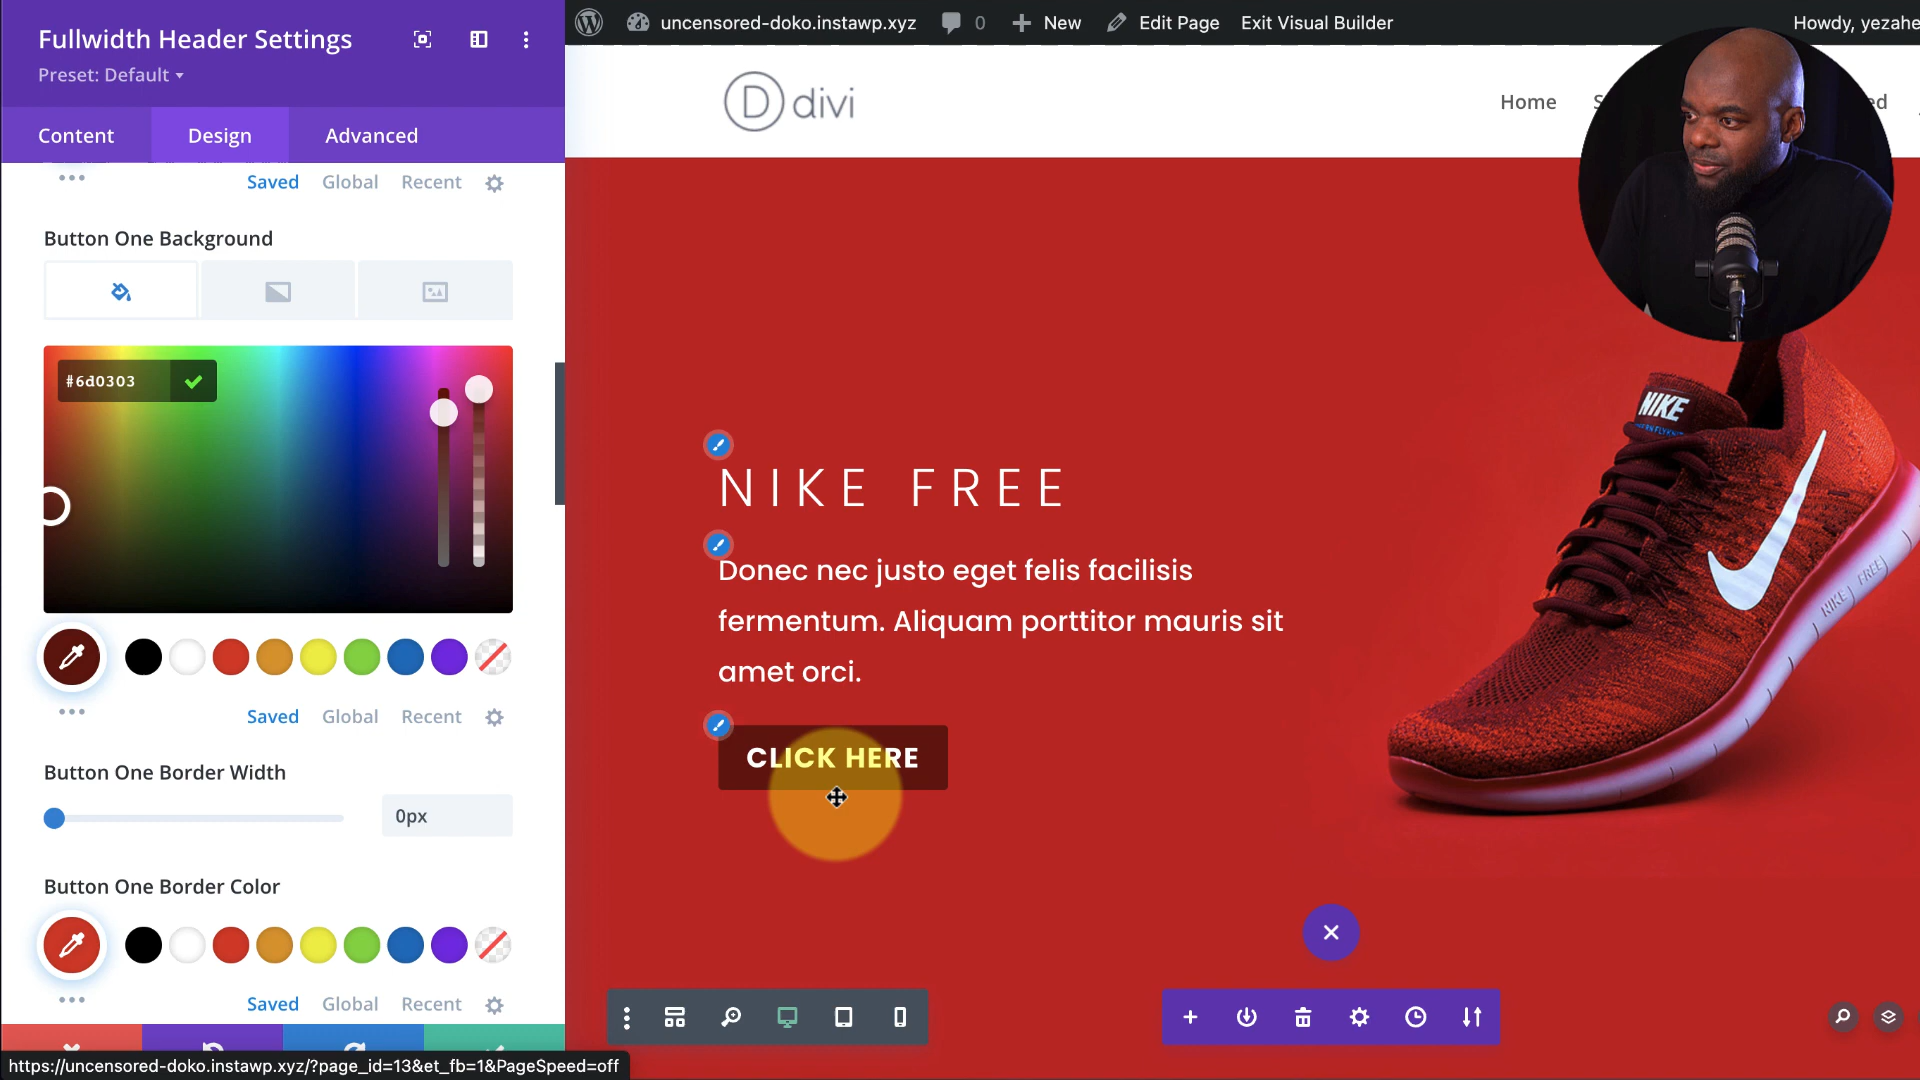 Fullwidth Header Settings
Preset: Default
Content
Design
Advanced
Saved
Global
Recent
Button One Background
#6d0303
Saved
Global
Recent
Button One Border Width
0px
Button One Border Color
Saved
Global
Recent
https://uncensored-doko.instawp.xyz/?page_id=13&et_fb=1&PageSpeed=off
uncensored-doko.instawp.xyz
0
New
Edit Page
Exit Visual Builder
Howdy, yezahe
D divi
Home
S
ed
NIKE FREE
Donec nec justo eget felis facilisis
fermentum. Aliquam porttitor mauris sit
amet orci.
CLICK HERE
NIKE
NIKE FREE